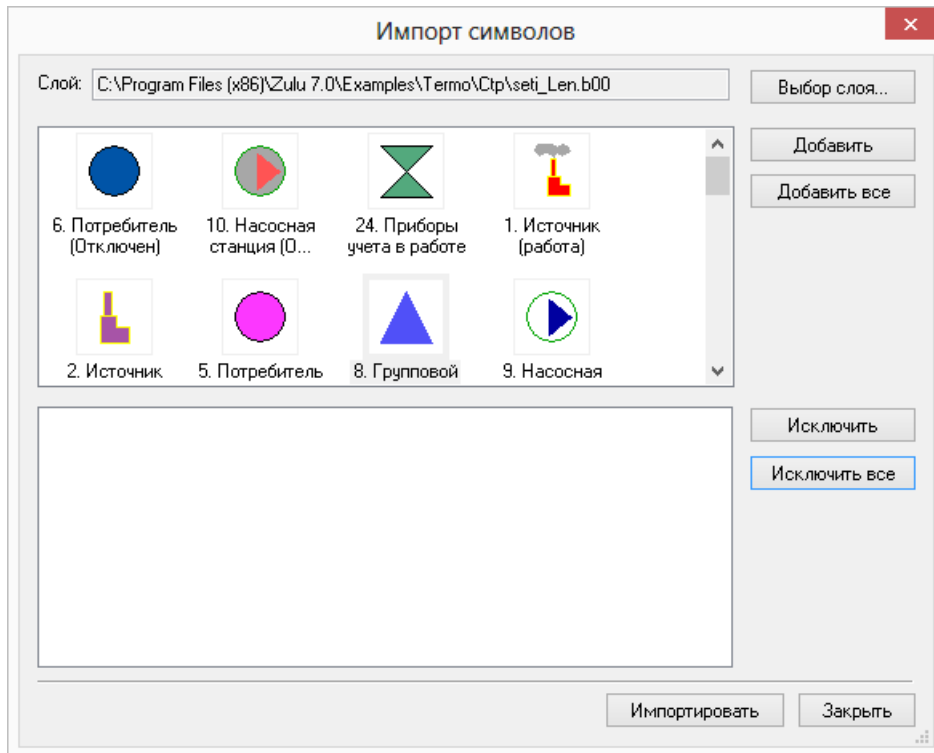 Импорт символов
Слой: C:\Program Files (x86)\Zulu 7.0\Examples\Termo\Ctp\seti_Len.b00
Выбор слоя...
Добавить
Добавить все
6. Потребитель
(Отключен)
10. Насосная
станция (О...
24. Приборы
учета в работе
1. Источник
(работа)
2. Источник
5. Потребитель
8. Групповой
9. Насосная
Исключить
Исключить все
Импортировать
Закрыть